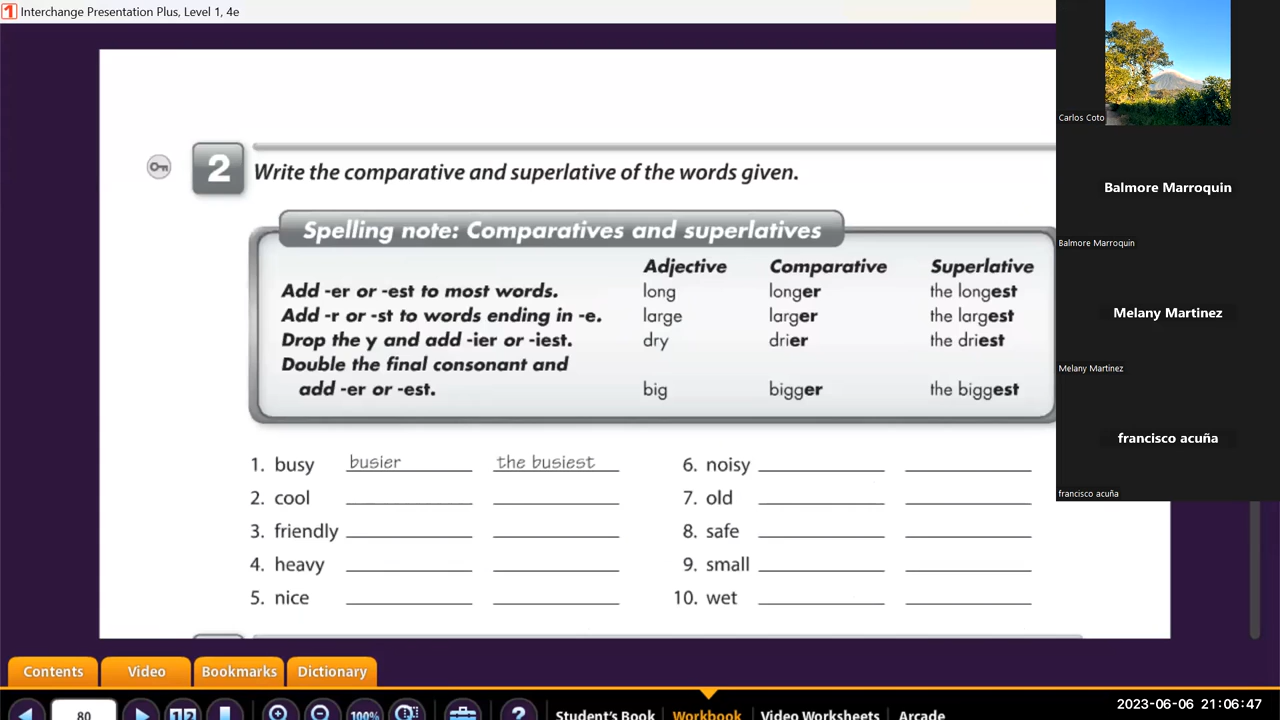 Interchange Presentation Plus, Level 1, 4e
Carlos Coto
Balmore Marroquin
Balmore Marroquin
Melany Martinez
Melany Martinez
francisco acuña
francisco acuña
2 Write the comparative and superlative of the words given.
Spelling note: Comparatives and superlatives
Adjective Comparative Superlative
Add -er or -est to most words. long longer the longest
Add -r or -st to words ending in -e. large larger the largest
Drop the y and add -ier or -iest. dry drier the driest
Double the final consonant and
add -er or -est. big bigger the biggest
1. busy busier the busiest 6. noisy
2. cool 7. old
3. friendly 8. safe
4. heavy 9. small
5. nice 10. wet
Contents Video Bookmarks Dictionary
80 1 2 100% ? Student's Book Workbook Video Worksheets Arcade
2023-06-06 21:06:47